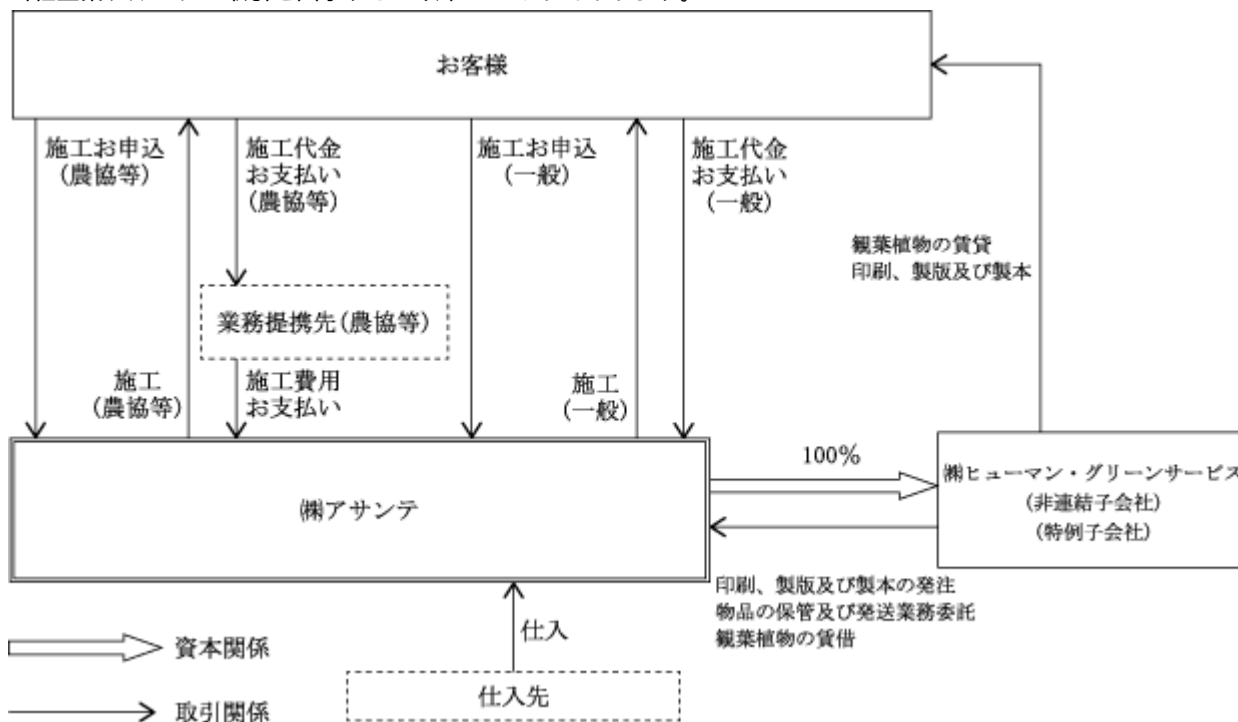 お客様
施工お申込
(農協等)
施工代金
お支払い
(農協等)
施工お申込
(一般)
施工代金
お支払い
(一般)
観葉植物の賃貸
印刷、製版及び製本
業務提携先(農協等)
施工
(農協等)
施工費用
お支払い
施工
(一般)
100%
㈱ヒューマン・グリーンサービス
(非連結子会社)
(特例子会社)
㈱アサンテ
印刷、製版及び製本の発注
物品の保管及び発送業務委託
観葉植物の賃借
仕入
仕入先
資本関係
取引関係